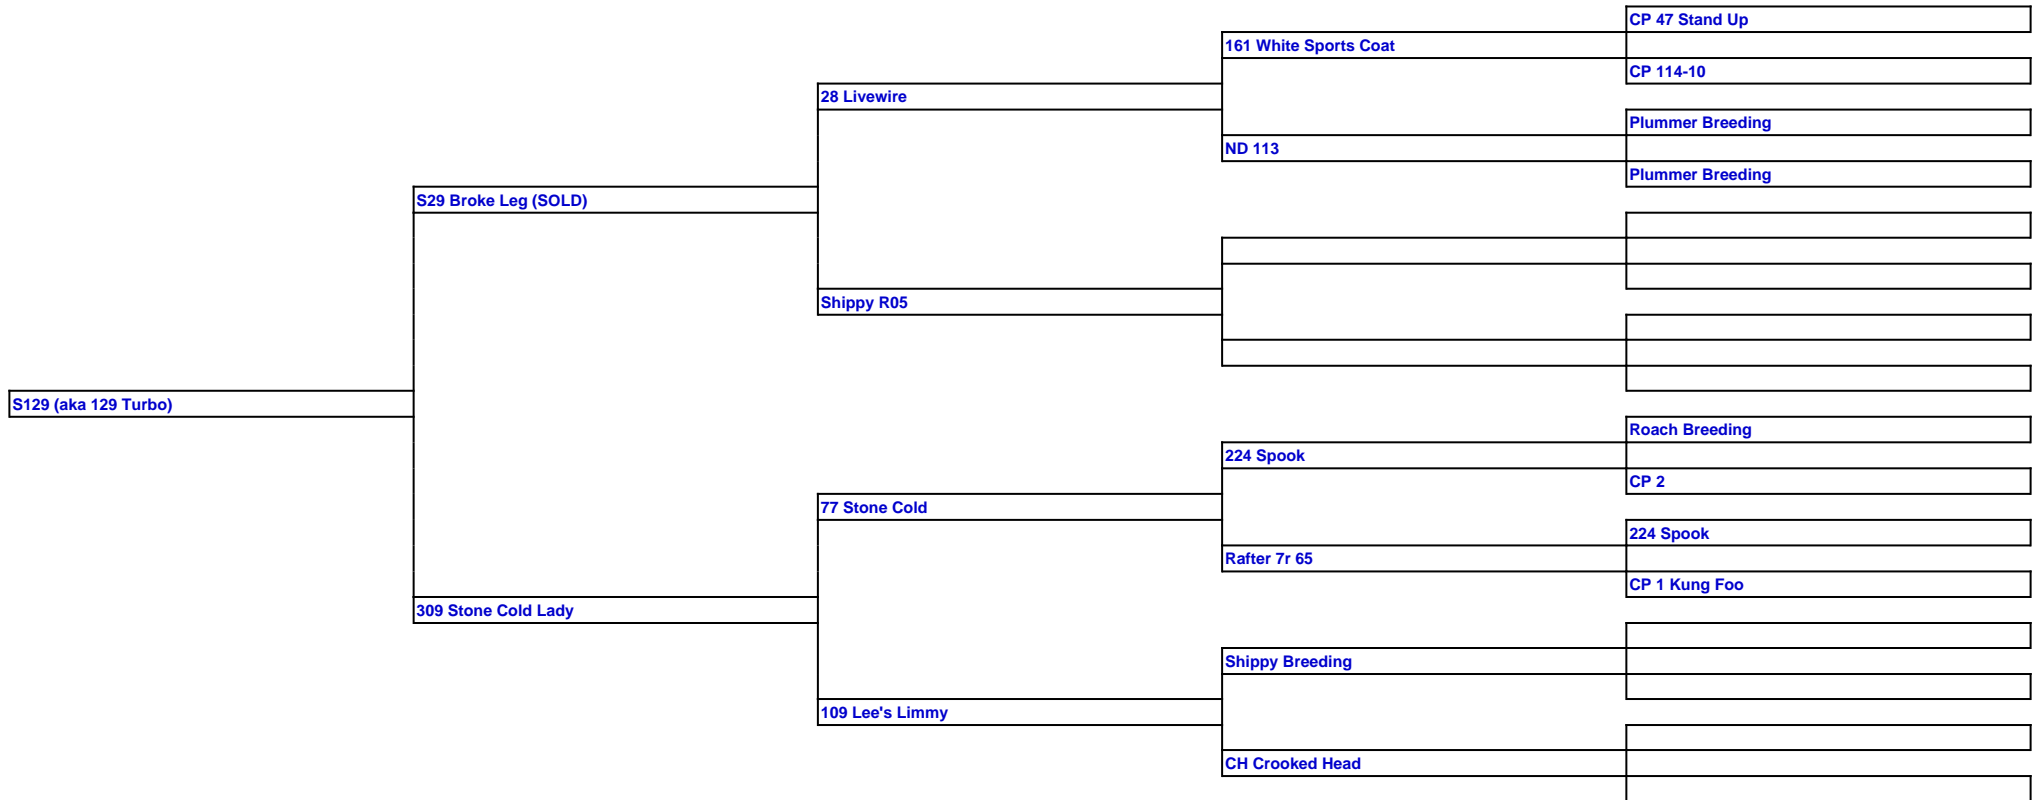 CP 47 Stand Up
161 White Sports Coat
CP 114-10
28 Livewire
Plummer Breeding
ND 113
Plummer Breeding
S29 Broke Leg (SOLD)
Shippy R05
S129 (aka 129 Turbo)
Roach Breeding
224 Spook
CP 2
77 Stone Cold
224 Spook
Rafter 7r 65
CP 1 Kung Foo
309 Stone Cold Lady
Shippy Breeding
109 Lee's Limmy
CH Crooked Head